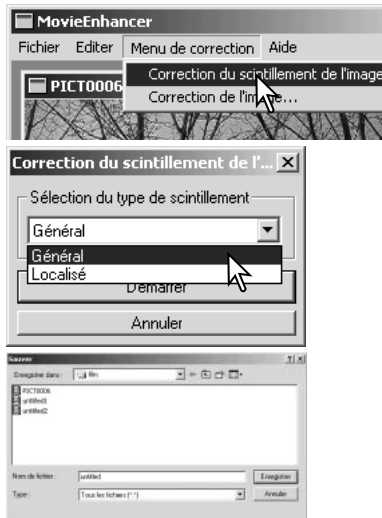 MovieEnhancer
Fichier Editer Menu de correction Aide
PICT0006
Correction du scintillement de l'image
Correction de l'image...
Correction du scintillement de l'...
Sélection du type de scintillement
Général
Général
Localisé
Démarrer
Annuler
Sauver
Enregistrer dans :
PICT0006
untitled1
untitled2
Nom de fichier : untitled Enregistrer
Type : Tous les fichiers (*.*) Annuler